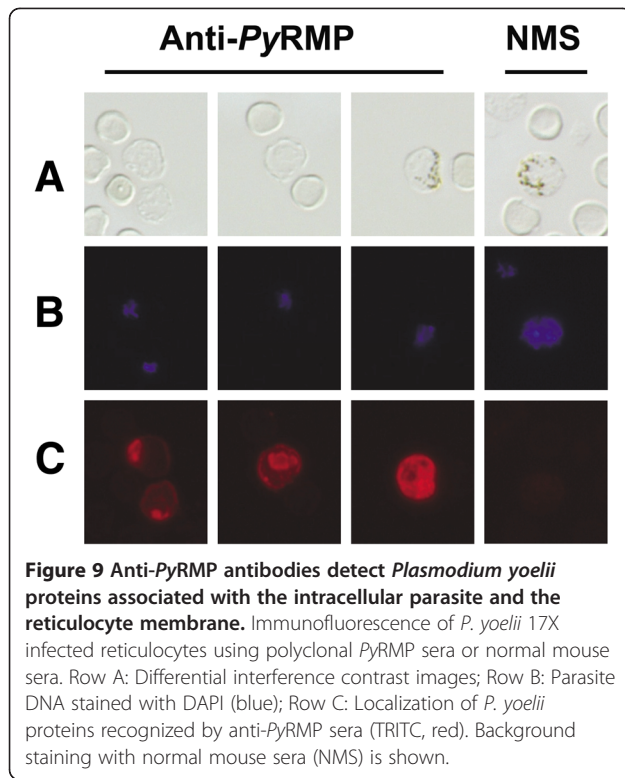 Anti-PyRMP NMS
A
B
C
Figure 9 Anti-PyRMP antibodies detect Plasmodium yoelii
proteins associated with the intracellular parasite and the
reticulocyte membrane. Immunofluorescence of P. yoelii 17X
infected reticulocytes using polyclonal PyRMP sera or normal mouse
sera. Row A: Differential interference contrast images; Row B: Parasite
DNA stained with DAPI (blue); Row C: Localization of P. yoelii
proteins recognized by anti-PyRMP sera (TRITC, red). Background
staining with normal mouse sera (NMS) is shown.